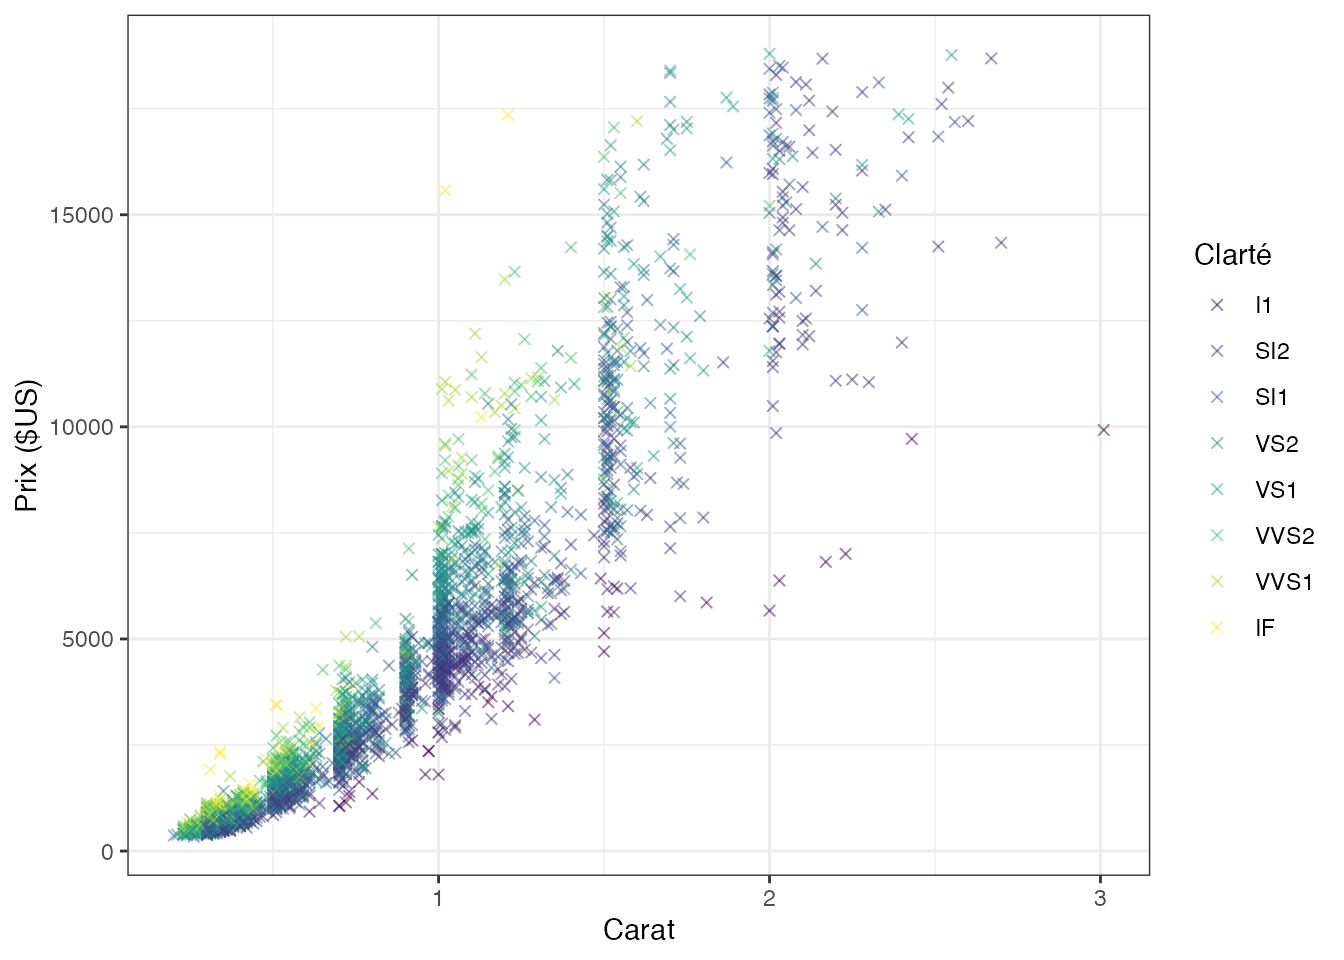 15000
10000
5000
0
Prix ($US)
1
2
3
Carat
Clarté
I1
SI2
SI1
VS2
VS1
VVS2
VVS1
IF